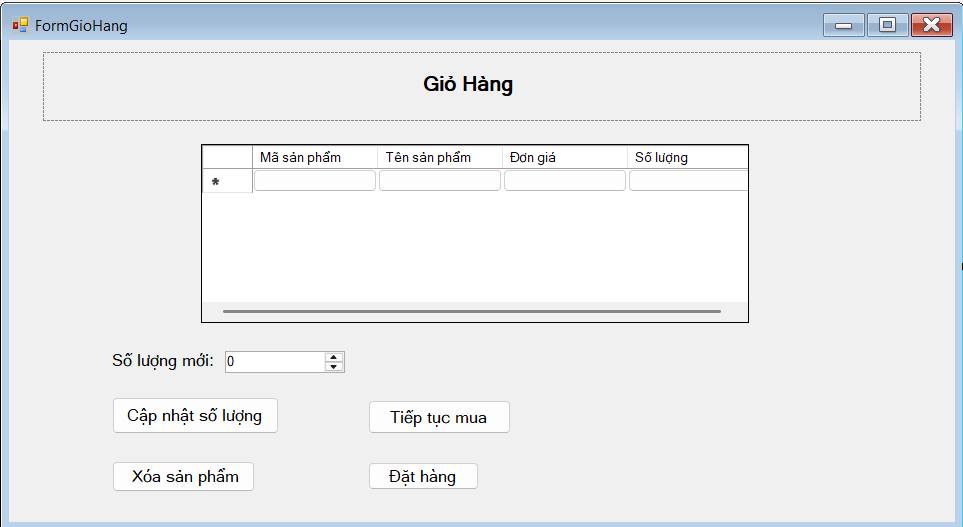 FormGioHang
Giỏ Hàng
Mã sản phẩm Tên sản phẩm Đơn giá Số lượng
*
Số lượng mới: 0
Cập nhật số lượng Tiếp tục mua
Xóa sản phẩm Đặt hàng